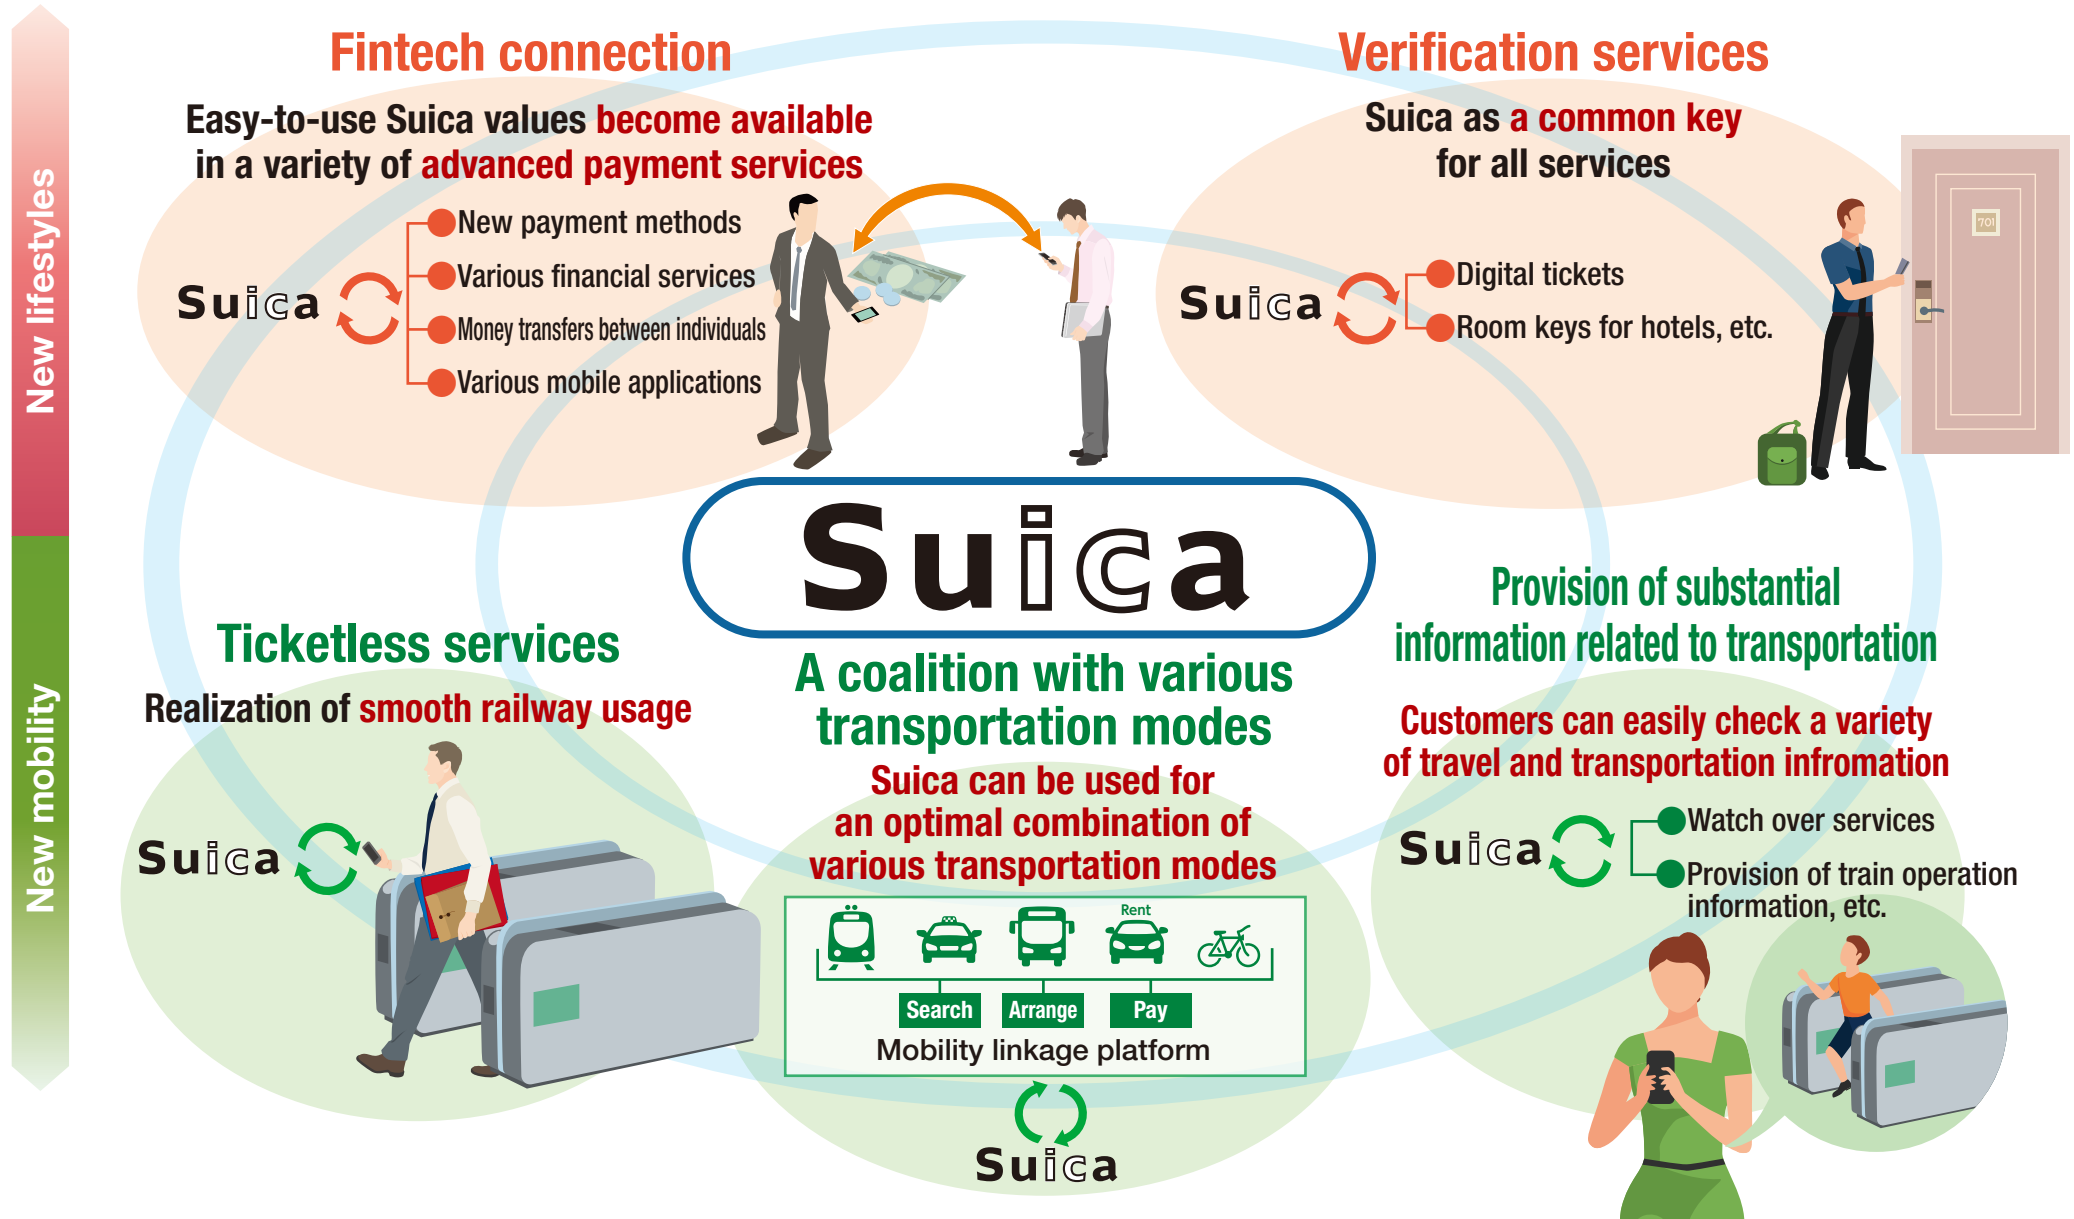 New lifestyles
New mobility
Fintech connection
Easy-to-use Suica values become available
in a variety of advanced payment services
Suica
New payment methods
Various financial services
Money transfers between individuals
Various mobile applications
Verification services
Suica as a common key
for all services
Suica
Digital tickets
Room keys for hotels, etc.
701
Suica
Ticketless services
Realization of smooth railway usage
Suica
A coalition with various
transportation modes
Suica can be used for
an optimal combination of
various transportation modes
Rent
Search
Arrange
Pay
Mobility linkage platform
Suica
Provision of substantial
information related to transportation
Customers can easily check a variety
of travel and transportation infromation
Suica
Watch over services
Provision of train operation
information, etc.